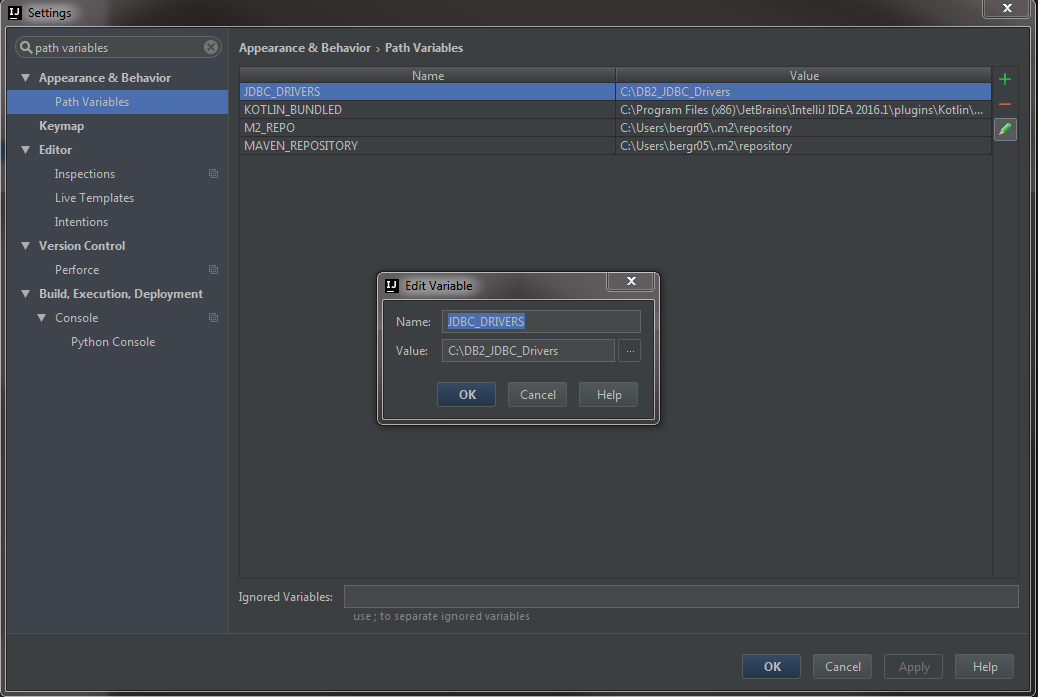 IJ Settings
path variables
Appearance & Behavior
Path Variables
Keymap
Editor
Inspections
Live Templates
Intentions
Version Control
Perforce
Build, Execution, Deployment
Console
Python Console
Appearance & Behavior › Path Variables
Name Value
JDBC_DRIVERS C:\DB2_JDBC_Drivers
KOTLIN_BUNDLED C:\Program Files (x86)\JetBrains\IntelliJ IDEA 2016.1\plugins\Kotlin\...
M2_REPO C:\Users\bergr05\.m2\repository
MAVEN_REPOSITORY C:\Users\bergr05\.m2\repository
IJ Edit Variable
Name: JDBC_DRIVERS
Value: C:\DB2_JDBC_Drivers ...
OK Cancel Help
Ignored Variables:
use ; to separate ignored variables
OK Cancel Apply Help